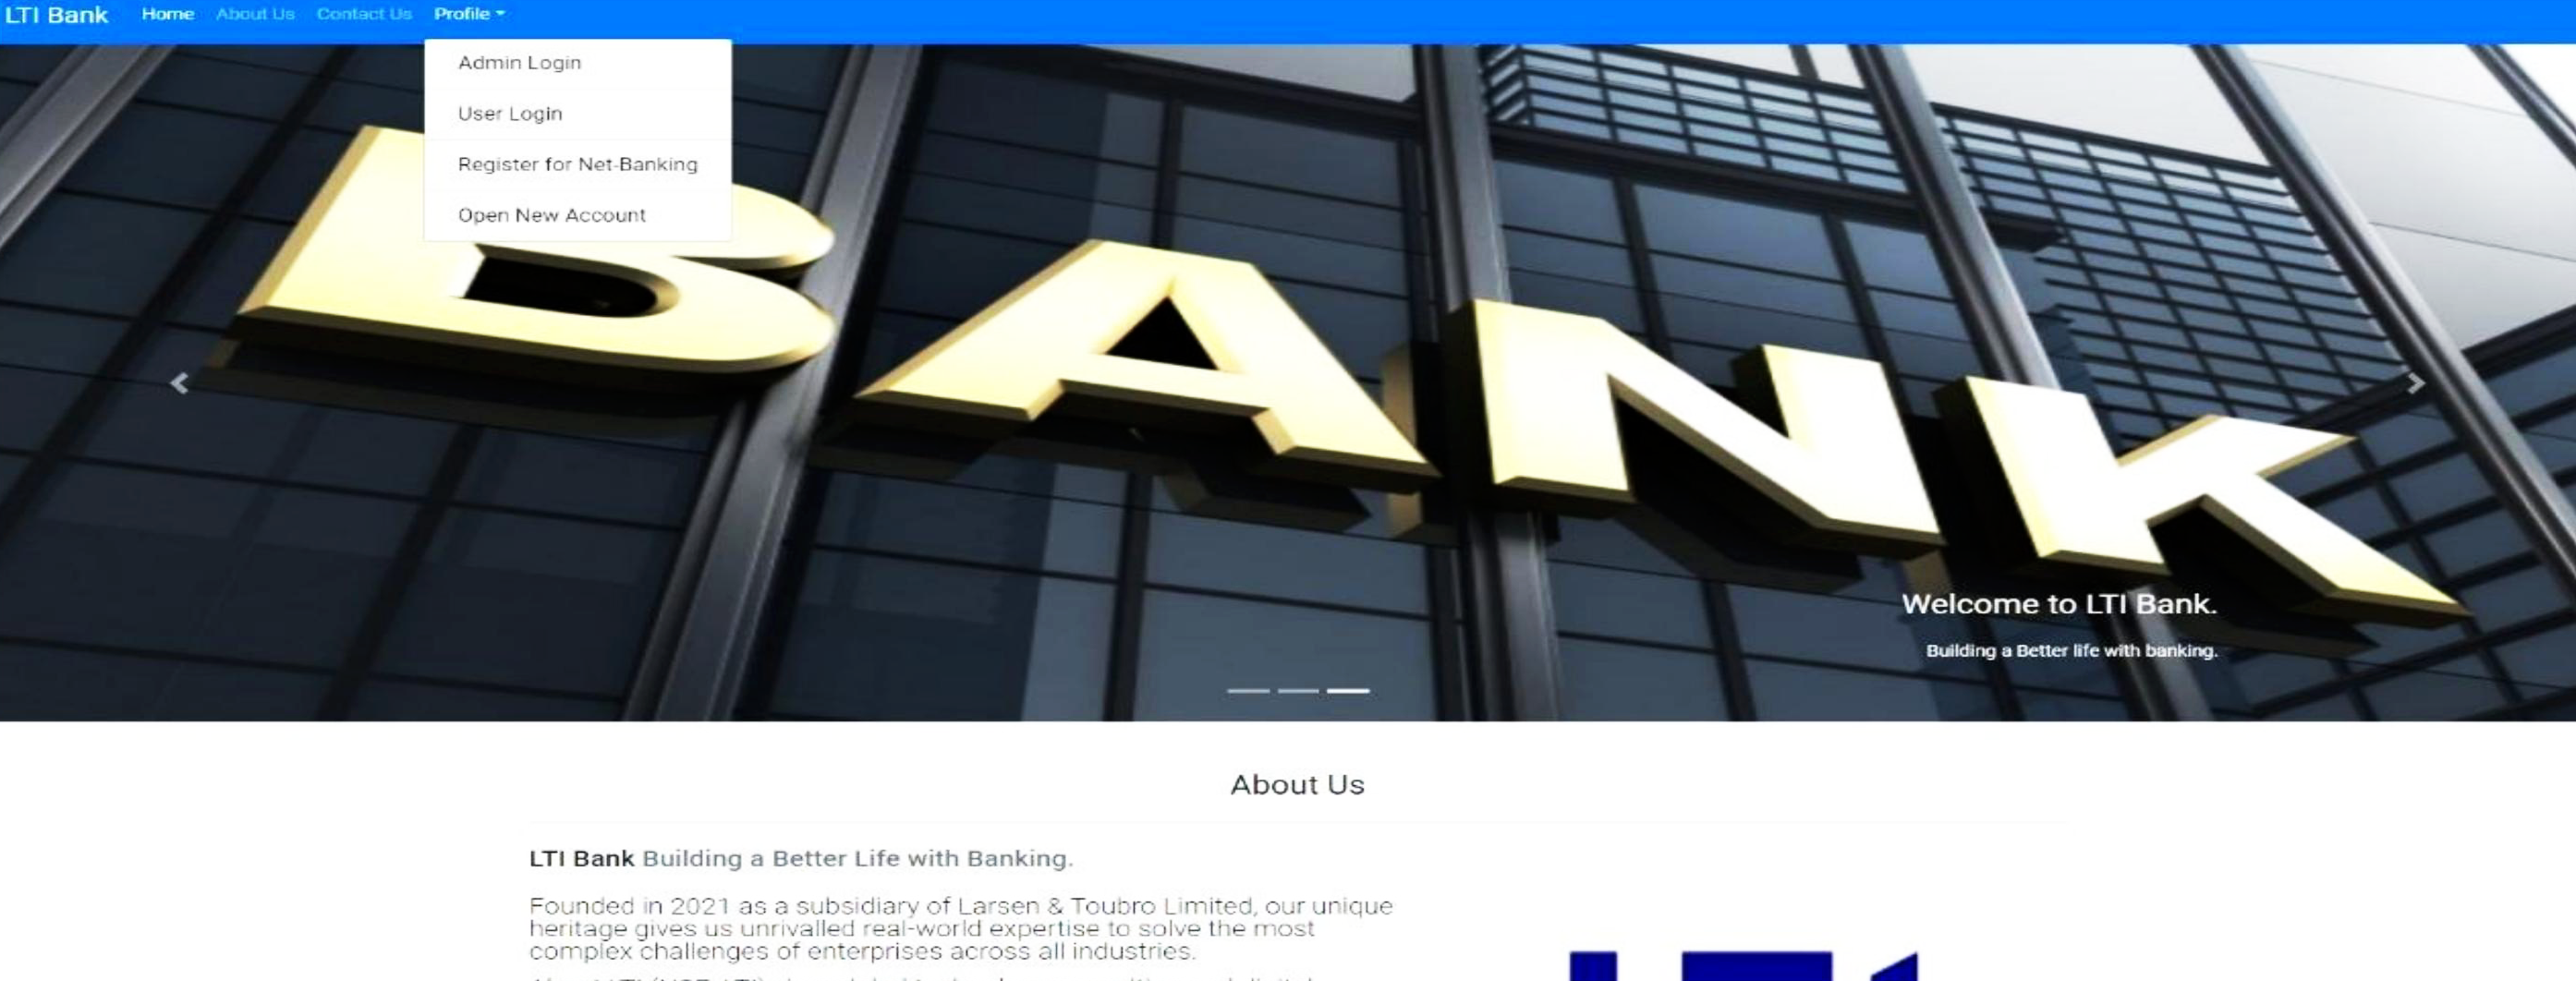 LTI Bank Home About Us Contact Us Profile
Admin Login
User Login
Register for Net-Banking
Open New Account
BANK
Welcome to LTI Bank.
Building a Better life with banking.
About Us
LTI Bank Building a Better Life with Banking.
Founded in 2021 as a subsidiary of Larsen & Toubro Limited, our unique
heritage gives us unrivalled real-world expertise to solve the most
complex challenges of enterprises across all industries.